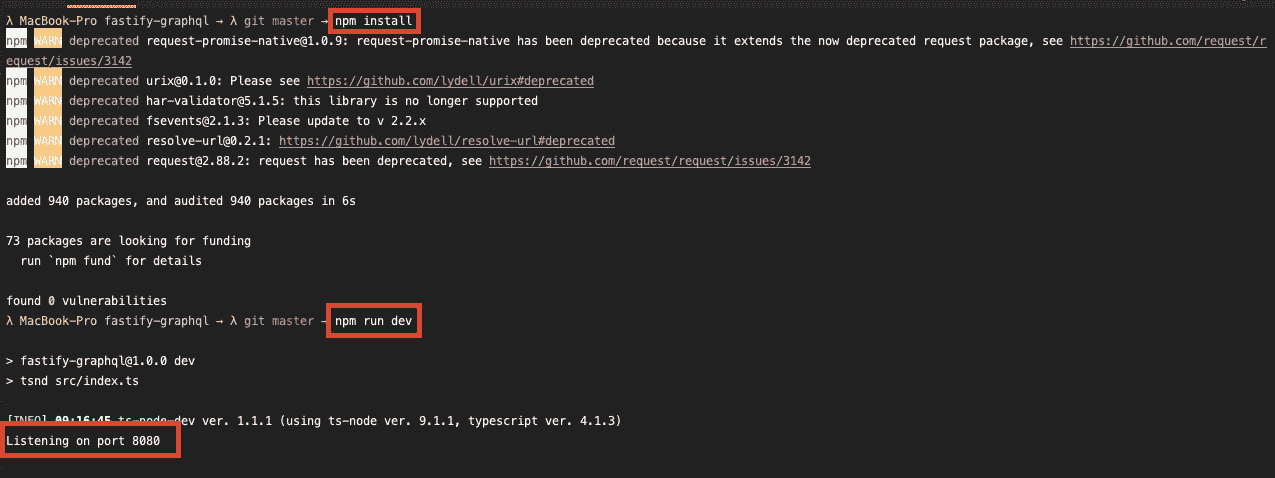 λ MacBook-Pro fastify-graphql → λ git master → npm install
npm WARN deprecated request-promise-native@1.0.9: request-promise-native has been deprecated because it extends the now deprecated request package, see https://github.com/request/r
equest/issues/3142
npm WARN deprecated urix@0.1.0: Please see https://github.com/lydell/urix#deprecated
npm WARN deprecated har-validator@5.1.5: this library is no longer supported
npm WARN deprecated fsevents@2.1.3: Please update to v 2.2.x
npm WARN deprecated resolve-url@0.2.1: https://github.com/lydell/resolve-url#deprecated
npm WARN deprecated request@2.88.2: request has been deprecated, see https://github.com/request/request/issues/3142
added 940 packages, and audited 940 packages in 6s
73 packages are looking for funding
run `npm fund` for details
found 0 vulnerabilities
λ MacBook-Pro fastify-graphql → λ git master → npm run dev
> fastify-graphql@1.0.0 dev
> tsnd src/index.ts
[INFO] 09:16:45 ts-node-dev ver. 1.1.1 (using ts-node ver. 9.1.1, typescript ver. 4.1.3)
Listening on port 8080